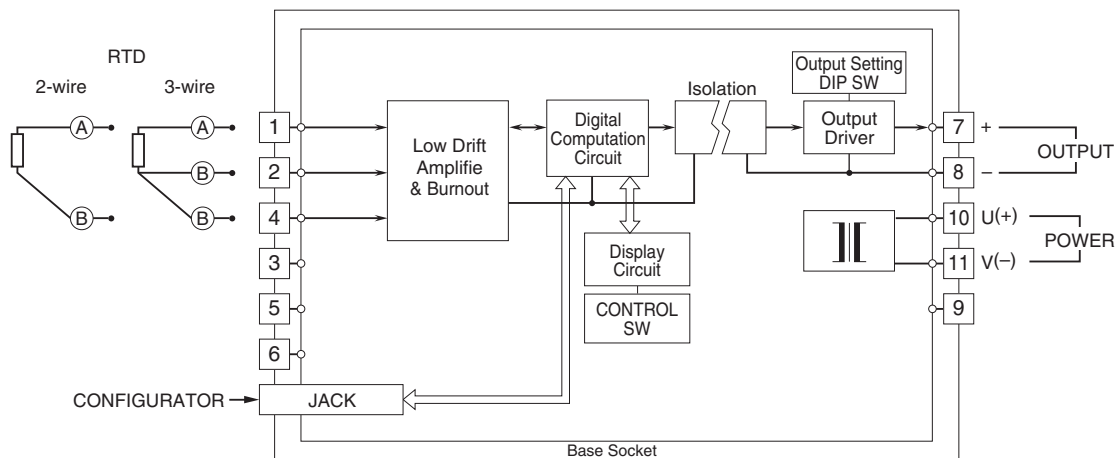 RTD
2-wire
3-wire
A
A
B
B
B
1
2
4
3
5
6
Low Drift
Amplifie
& Burnout
Digital
Computation
Circuit
Isolation
Output Setting
DIP SW
Output
Driver
Display
Circuit
CONTROL
SW
7 +
8 –
OUTPUT
10 U(+)
11 V(–)
POWER
9
CONFIGURATOR
JACK
Base Socket